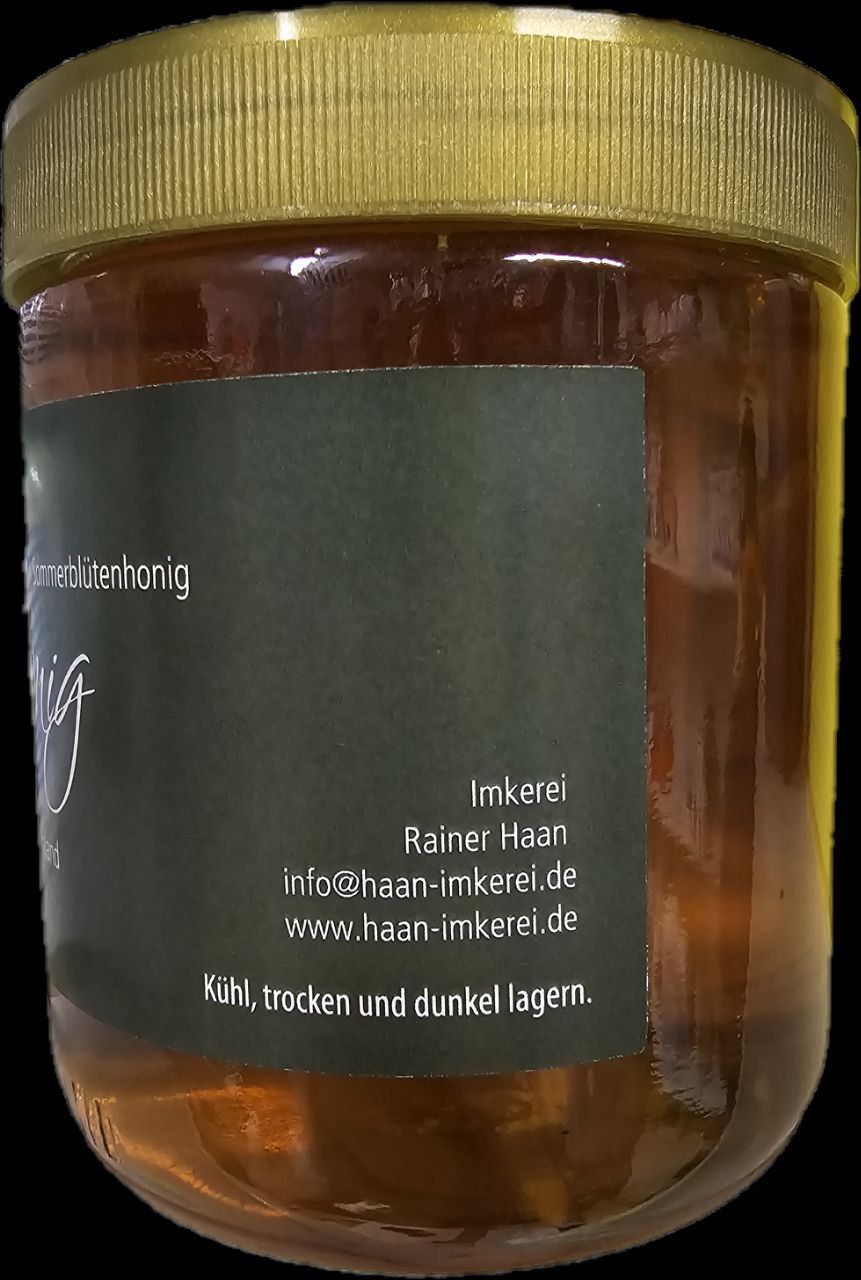 Sommerblütenhonig
Imkerei
Rainer Haan
info@haan-imkerei.de
www.haan-imkerei.de
Kühl, trocken und dunkel lagern.